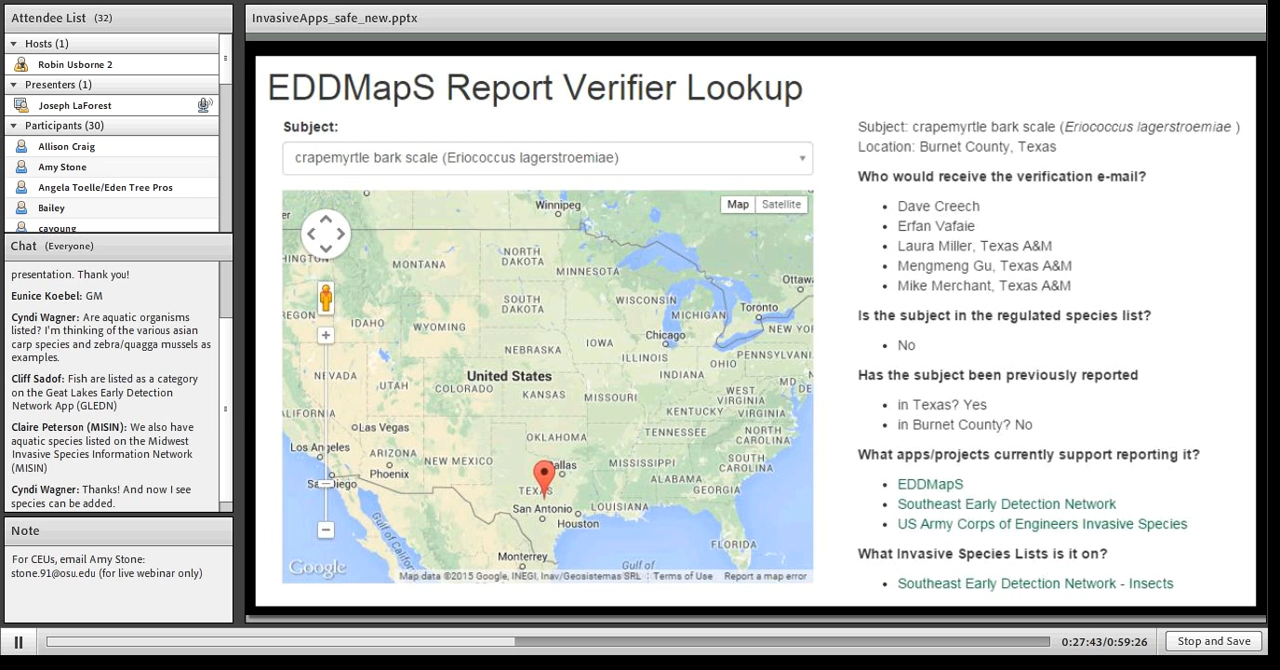 Attendee List (32)
Hosts (1)
Robin Usborne 2
Presenters (1)
Joseph LaForest
Participants (30)
Allison Craig
Amy Stone
Angela Toelle/Eden Tree Pros
Bailey
cayoung
Chat (Everyone)
presentation. Thank you!
Eunice Koebel: GM
Cyndi Wagner: Are aquatic organisms
listed? I'm thinking of the various asian
carp species and zebra/quagga mussels as
examples.
Cliff Sadof: Fish are listed as a category
on the Geat Lakes Early Detection
Network App (GLEDN)
Claire Peterson (MISIN): We also have
aquatic species listed on the Midwest
Invasive Species Information Network
(MISIN)
Cyndi Wagner: Thanks! And now I see
species can be added.
Note
For CEUs, email Amy Stone:
stone.91@osu.edu (for live webinar only)
InvasiveApps_safe_new.pptx
EDDMapS Report Verifier Lookup
Subject:
crapemyrtle bark scale (Eriococcus lagerstroemiae)
Map Satellite
Winnipeg
NORTH
DAKOTA
MONTANA
MINNESOTA
Ottawa
SOUTH
DAKOTA
WISCONSIN
MICHIGAN
Toronto
IDAHO
WYOMING
Chicago
NEW YO
IOWA
NEBRASKA
ILLINOIS
OHIO
PENNSYLVANI
INDIANA
NEVADA
UTAH
United States
COLORADO
KANSAS
MISSOURI
WEST
VIRGINIA
MD
DE
KENTUCKY
VIRGINIA
ALIFORNIA
Las Vegas
OKLAHOMA
TENNESSEE
NORTH
CAROLINA
Los Angeles
ARIZONA
NEW MEXICO
Phoenix
MISSISSIPPI
SOUTH
CAROLINA
ALABAMA
GEORGIA
TEXAS
San Antonio
LOUISIANA
Houston
Gulf of Califor
FLORIDA
Monterrey
Gulf of
Google
Map data ©2015 Google, INEGI, Inav/Geosistemas SRL
Terms of Use
Report a map error
Subject: crapemyrtle bark scale (Eriococcus lagerstroemiae )
Location: Burnet County, Texas
Who would receive the verification e-mail?
Dave Creech
Erfan Vafaie
Laura Miller, Texas A&M
Mengmeng Gu, Texas A&M
Mike Merchant, Texas A&M
Is the subject in the regulated species list?
No
Has the subject been previously reported
in Texas? Yes
in Burnet County? No
What apps/projects currently support reporting it?
EDDMapS
Southeast Early Detection Network
US Army Corps of Engineers Invasive Species
What Invasive Species Lists is it on?
Southeast Early Detection Network - Insects
0:27:43/0:59:26
Stop and Save